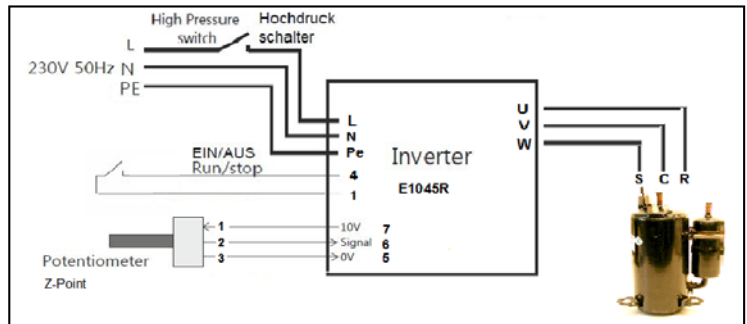 High Pressure switch
Hochdruck schalter
L
230V 50Hz N
PE
L
N
Pe
EIN/AUS
Run/stop
4
1
Inverter
E1045R
U
V
W
S C R
1 10V 7
2 Signal 6
3 0V 5
Potentiometer
Z-Point